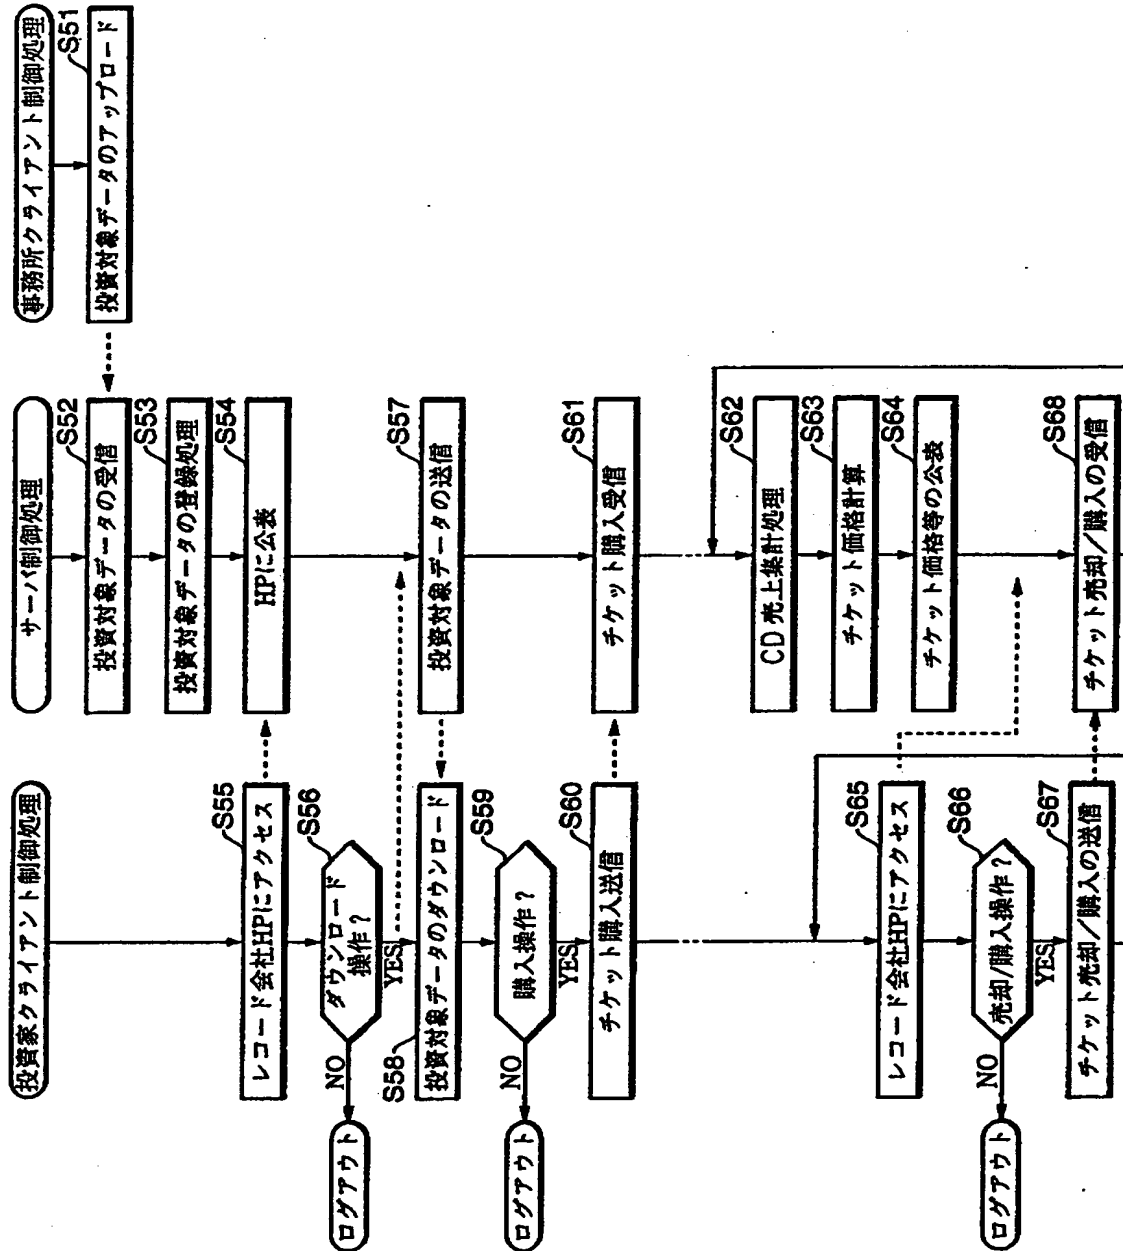 投資家クライアント制御処理
サーバ制御処理
事務所クライアント制御処理
S51
投資対象データのアップロード
S52
投資対象データの受信
S53
投資対象データの登録処理
S54
HPに公表
S55
レコード会社HPにアクセス
S56
ダウンロード
操作?
NO
ログアウト
YES
S57
投資対象データの送信
S58
投資対象データのダウンロード
S59
購入操作?
NO
ログアウト
YES
S60
チケット購入送信
S61
チケット購入受信
S62
CD売上集計処理
S63
チケット価格計算
S64
チケット価格等の公表
S65
レコード会社HPにアクセス
S66
売却/購入操作?
NO
ログアウト
YES
S67
チケット売却/購入の送信
S68
チケット売却/購入の受信